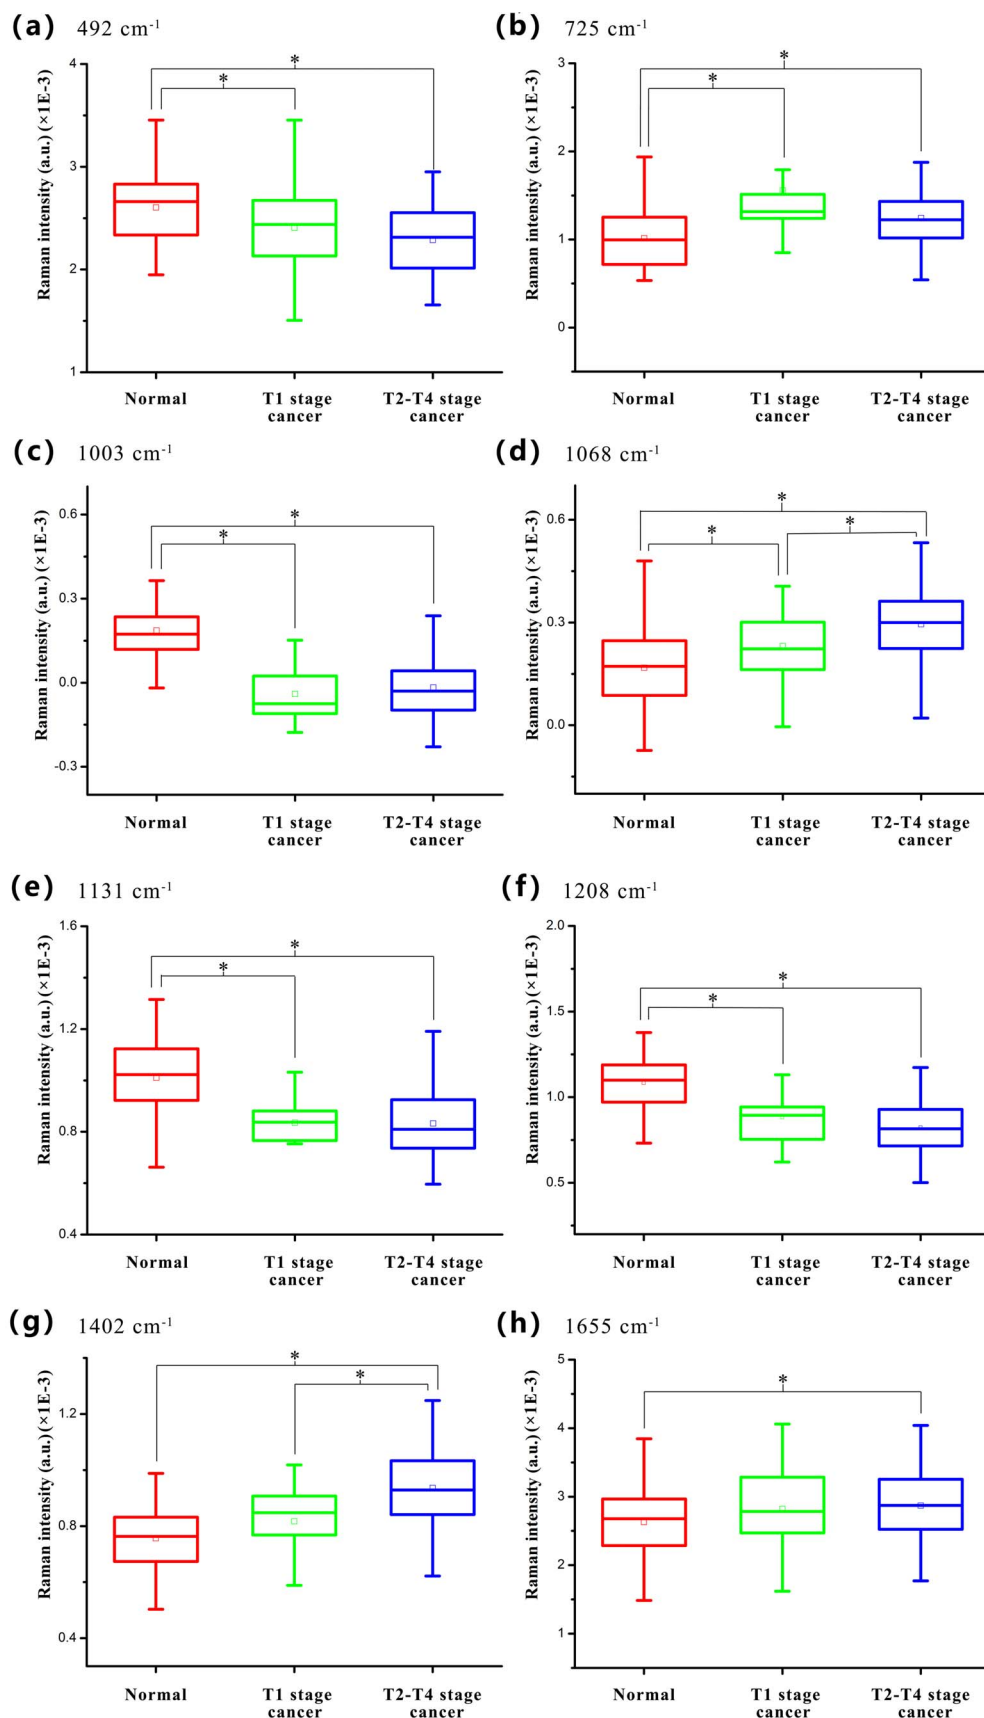 (a) 492 cm-1
Raman intensity (a.u.) (×1E-3)
4
3
2
1
*
*
Normal
T1 stage
cancer
T2-T4 stage
cancer
(b) 725 cm-1
Raman intensity (a.u.) (×1E-3)
3
2
1
0
*
*
Normal
T1 stage
cancer
T2-T4 stage
cancer
(c) 1003 cm-1
Raman intensity (a.u.) (×1E-3)
0.6
0.3
0.0
-0.3
*
*
Normal
T1 stage
cancer
T2-T4 stage
cancer
(d) 1068 cm-1
Raman intensity (a.u.) (×1E-3)
0.6
0.3
0.0
*
*
*
Normal
T1 stage
cancer
T2-T4 stage
cancer
(e) 1131 cm-1
Raman intensity (a.u.) (×1E-3)
1.6
1.2
0.8
0.4
*
*
Normal
T1 stage
cancer
T2-T4 stage
cancer
(f) 1208 cm-1
Raman intensity (a.u.) (×1E-3)
2.0
1.5
1.0
0.5
*
*
Normal
T1 stage
cancer
T2-T4 stage
cancer
(g) 1402 cm-1
Raman intensity (a.u.) (×1E-3)
1.2
0.8
0.4
*
*
Normal
T1 stage
cancer
T2-T4 stage
cancer
(h) 1655 cm-1
Raman intensity (a.u.) (×1E-3)
5
4
3
2
1
*
Normal
T1 stage
cancer
T2-T4 stage
cancer